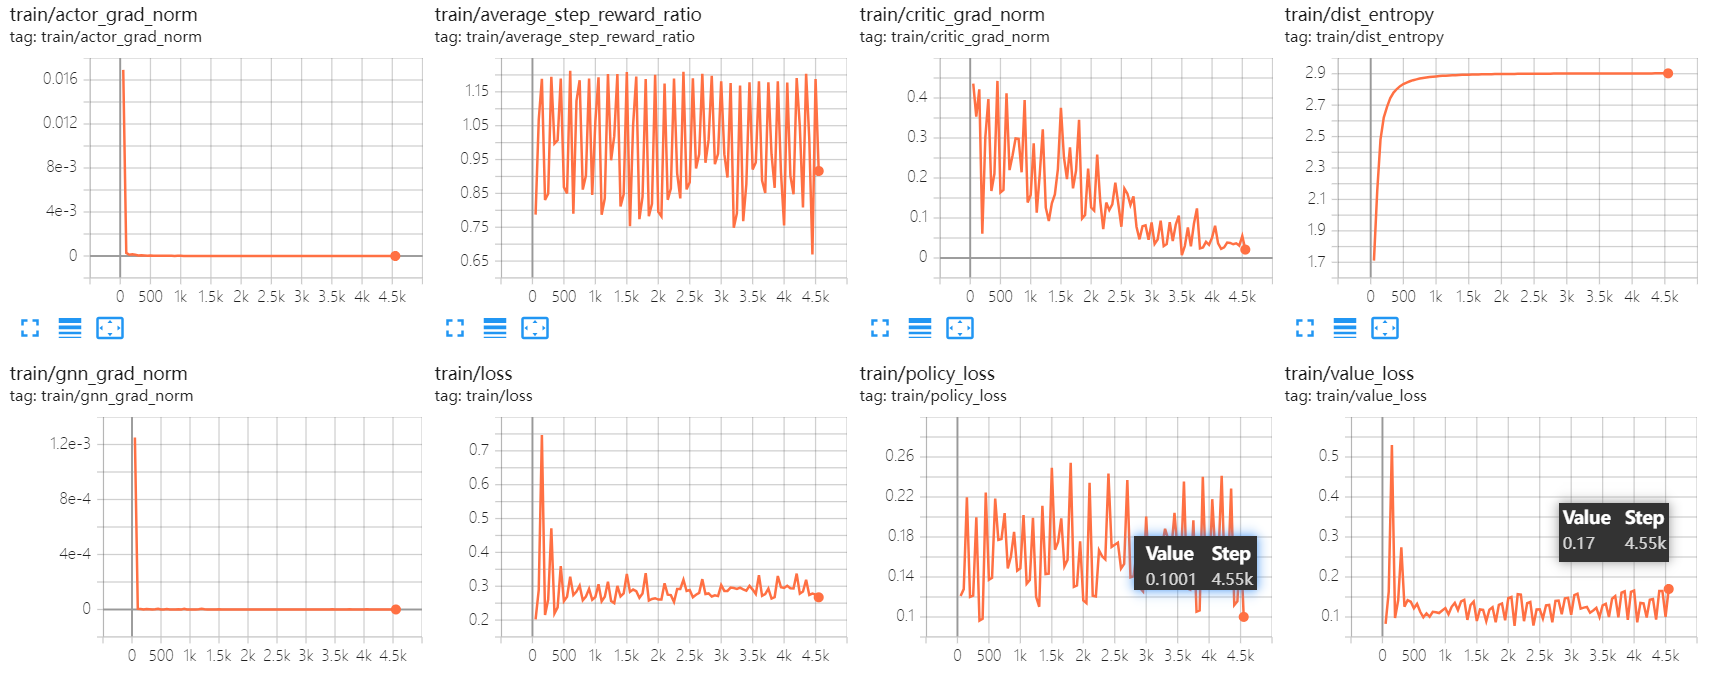 train/actor_grad_norm
tag: train/actor_grad_norm
0.016
0.012
8e-3
4e-3
0
0 500 1k 1.5k 2k 2.5k 3k 3.5k 4k 4.5k
train/average_step_reward_ratio
tag: train/average_step_reward_ratio
1.15
1.05
0.95
0.85
0.75
0.65
0 500 1k 1.5k 2k 2.5k 3k 3.5k 4k 4.5k
train/critic_grad_norm
tag: train/critic_grad_norm
0.4
0.3
0.2
0.1
0
0 500 1k 1.5k 2k 2.5k 3k 3.5k 4k 4.5k
train/dist_entropy
tag: train/dist_entropy
2.9
2.7
2.5
2.3
2.1
1.9
1.7
0 500 1k 1.5k 2k 2.5k 3k 3.5k 4k 4.5k
train/gnn_grad_norm
tag: train/gnn_grad_norm
1.2e-3
8e-4
4e-4
0
0 500 1k 1.5k 2k 2.5k 3k 3.5k 4k 4.5k
train/loss
tag: train/loss
0.7
0.6
0.5
0.4
0.3
0.2
0 500 1k 1.5k 2k 2.5k 3k 3.5k 4k 4.5k
train/policy_loss
tag: train/policy_loss
0.26
0.22
0.18
0.14
0.1
Value Step
0.1001 4.55k
0 500 1k 1.5k 2k 2.5k 3k 3.5k 4k 4.5k
train/value_loss
tag: train/value_loss
0.5
0.4
0.3
0.2
0.1
Value Step
0.17 4.55k
0 500 1k 1.5k 2k 2.5k 3k 3.5k 4k 4.5k